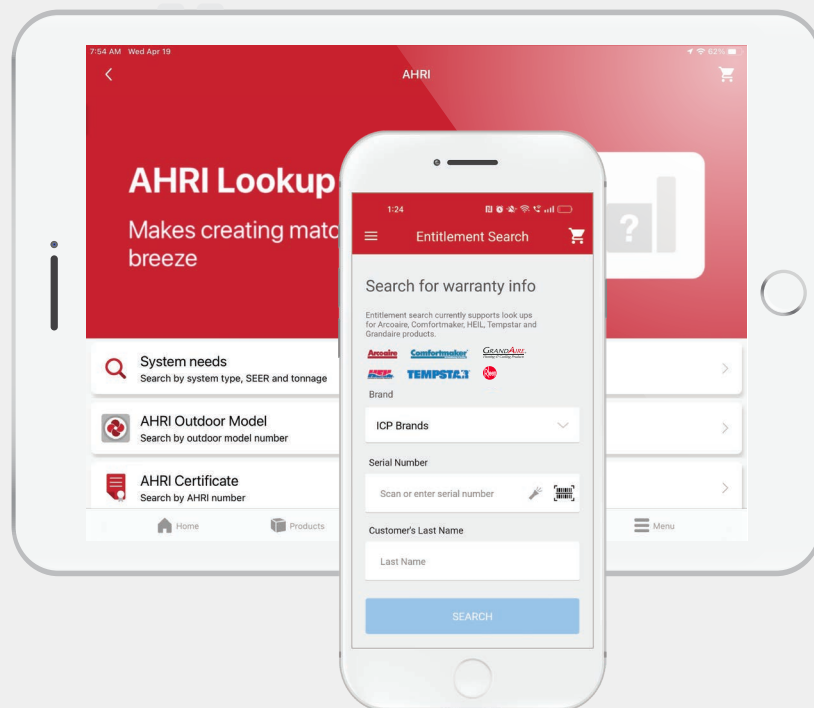 7:54 AM Wed Apr 19
62%
AHRI
AHRI Lookup
Makes creating matc
breeze
?
System needs
Search by system type, SEER and tonnage
AHRI Outdoor Model
Search by outdoor model number
AHRI Certificate
Search by AHRI number
Home
Products
Menu
1:24
Entitlement Search
Search for warranty info
Entitlement search currently supports look ups
for Arcoaire, Comfortmaker, HEIL, Tempstar and
Grandaire products.
Arcoaire Comfortmaker GRANDAIRE
HEIL TEMPSTAR Rheem
Brand
ICP Brands
Serial Number
Scan or enter serial number
Customer's Last Name
Last Name
SEARCH